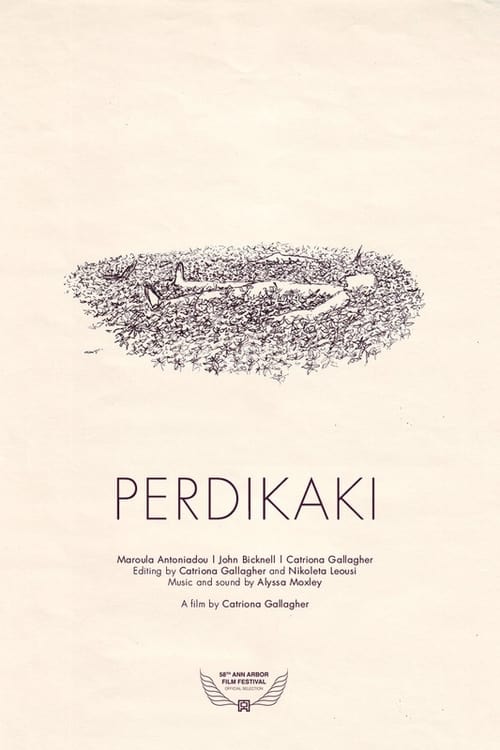 PERDIKAKI
Maroula Antoniadou | John Bicknell | Catriona Gallagher
Editing by Catriona Gallagher and Nikoleta Leousi
Music and sound by Alyssa Moxley
A film by Catriona Gallagher
58TH ANN ARBOR
FILM FESTIVAL
OFFICIAL SELECTION